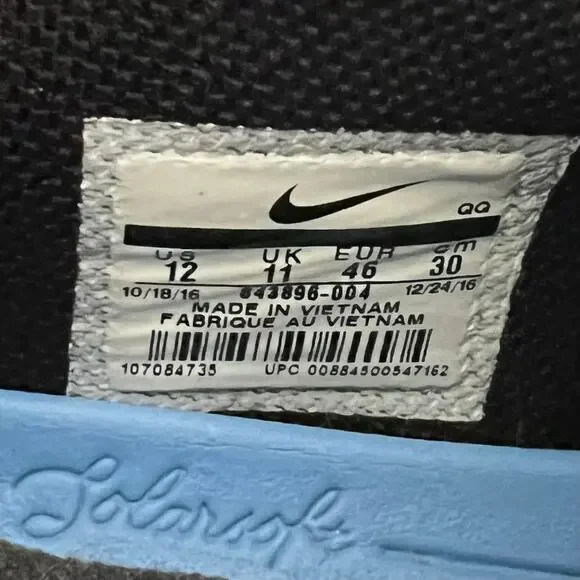 QQ
US UK EUR cm
12 11 46 30
10/18/16 843896-004 12/24/16
MADE IN VIETNAM
FABRIQUE AU VIETNAM
107084735 UPC 00884500547162
Solarsoft